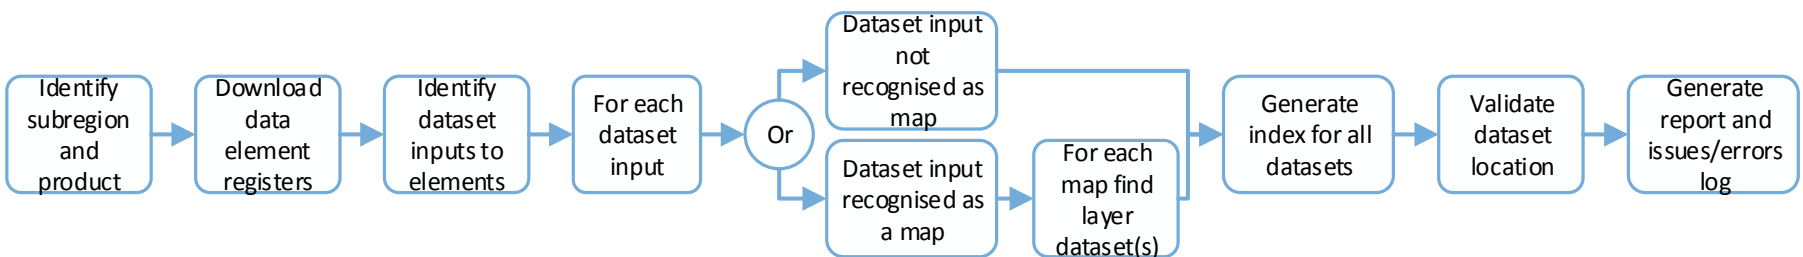 Identify
subregion
and
product
Download
data
element
registers
Identify
dataset
inputs to
elements
For each
dataset
input
Or
Dataset input
not
recognised as
map
Dataset input
recognised as
a map
For each
map find
layer
dataset(s)
Generate
index for all
datasets
Validate
dataset
location
Generate
report and
issues/errors
log